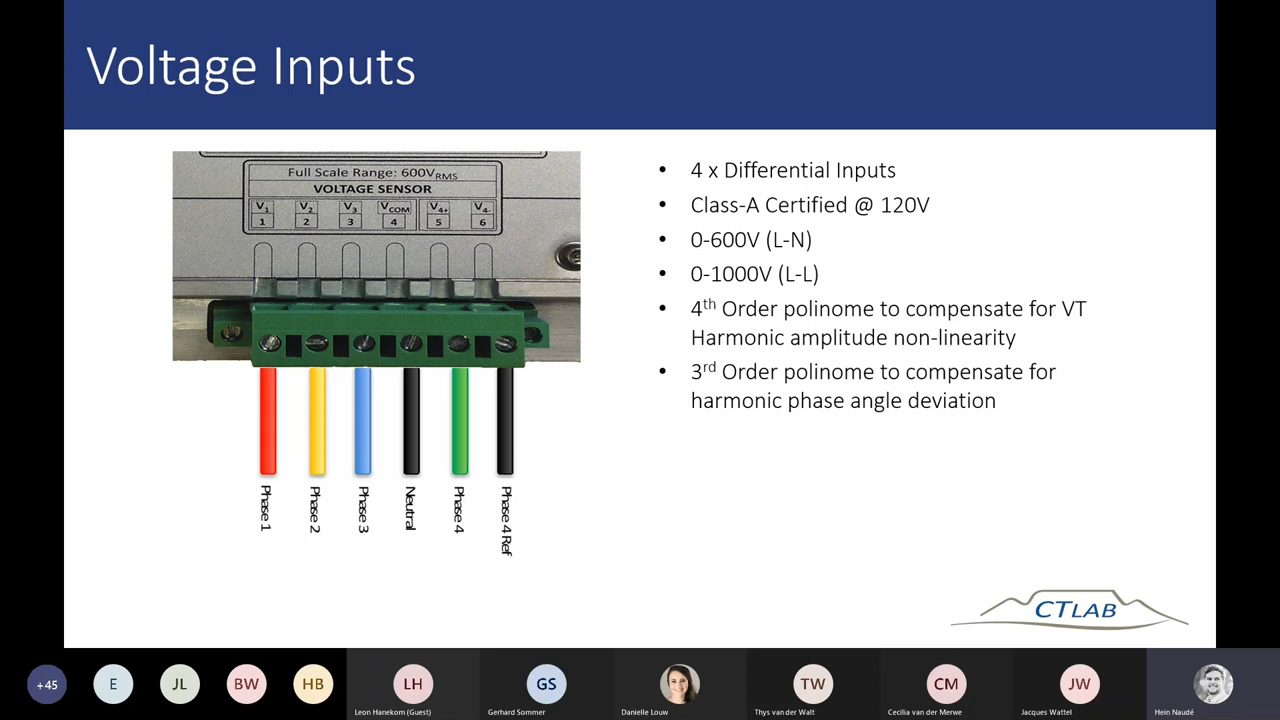 Voltage Inputs
Full Scale Range: 600VRMS
VOLTAGE SENSOR
V1 V2 V3 VCOM V4+ V4-
1 2 3 4 5 6
Phase 1
Phase 2
Phase 3
Neutral
Phase 4
Phase 4 Ref
• 4 x Differential Inputs
• Class-A Certified @ 120V
• 0-600V (L-N)
• 0-1000V (L-L)
• 4th Order polinome to compensate for VT
Harmonic amplitude non-linearity
• 3rd Order polinome to compensate for
harmonic phase angle deviation
CTLAB
+45 E JL BW HB LH GS TW CM JW
Leon Hanekom (Guest) Gerhard Sommer Danielle Louw Thys van der Walt Cecilia van der Merwe Jacques Wattel Hein Naudé